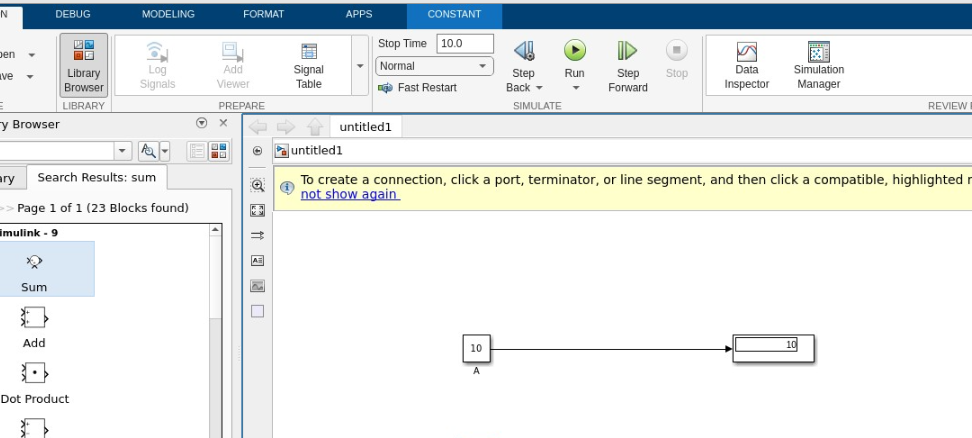 N DEBUG MODELING FORMAT APPS CONSTANT
pen
ave
Library
Browser
LIBRARY
Log
Signals
Add
Viewer
Signal
Table
PREPARE
Stop Time 10.0
Normal
Fast Restart
Step
Back
Run
Step
Forward
Stop
SIMULATE
Data
Inspector
Simulation
Manager
REVIEW
ry Browser
ary
Search Results: sum
>> Page 1 of 1 (23 Blocks found)
imulink - 9
Sum
Add
Dot Product
untitled1
untitled1
To create a connection, click a port, terminator, or line segment, and then click a compatible, highlighted
not show again
10
A
10